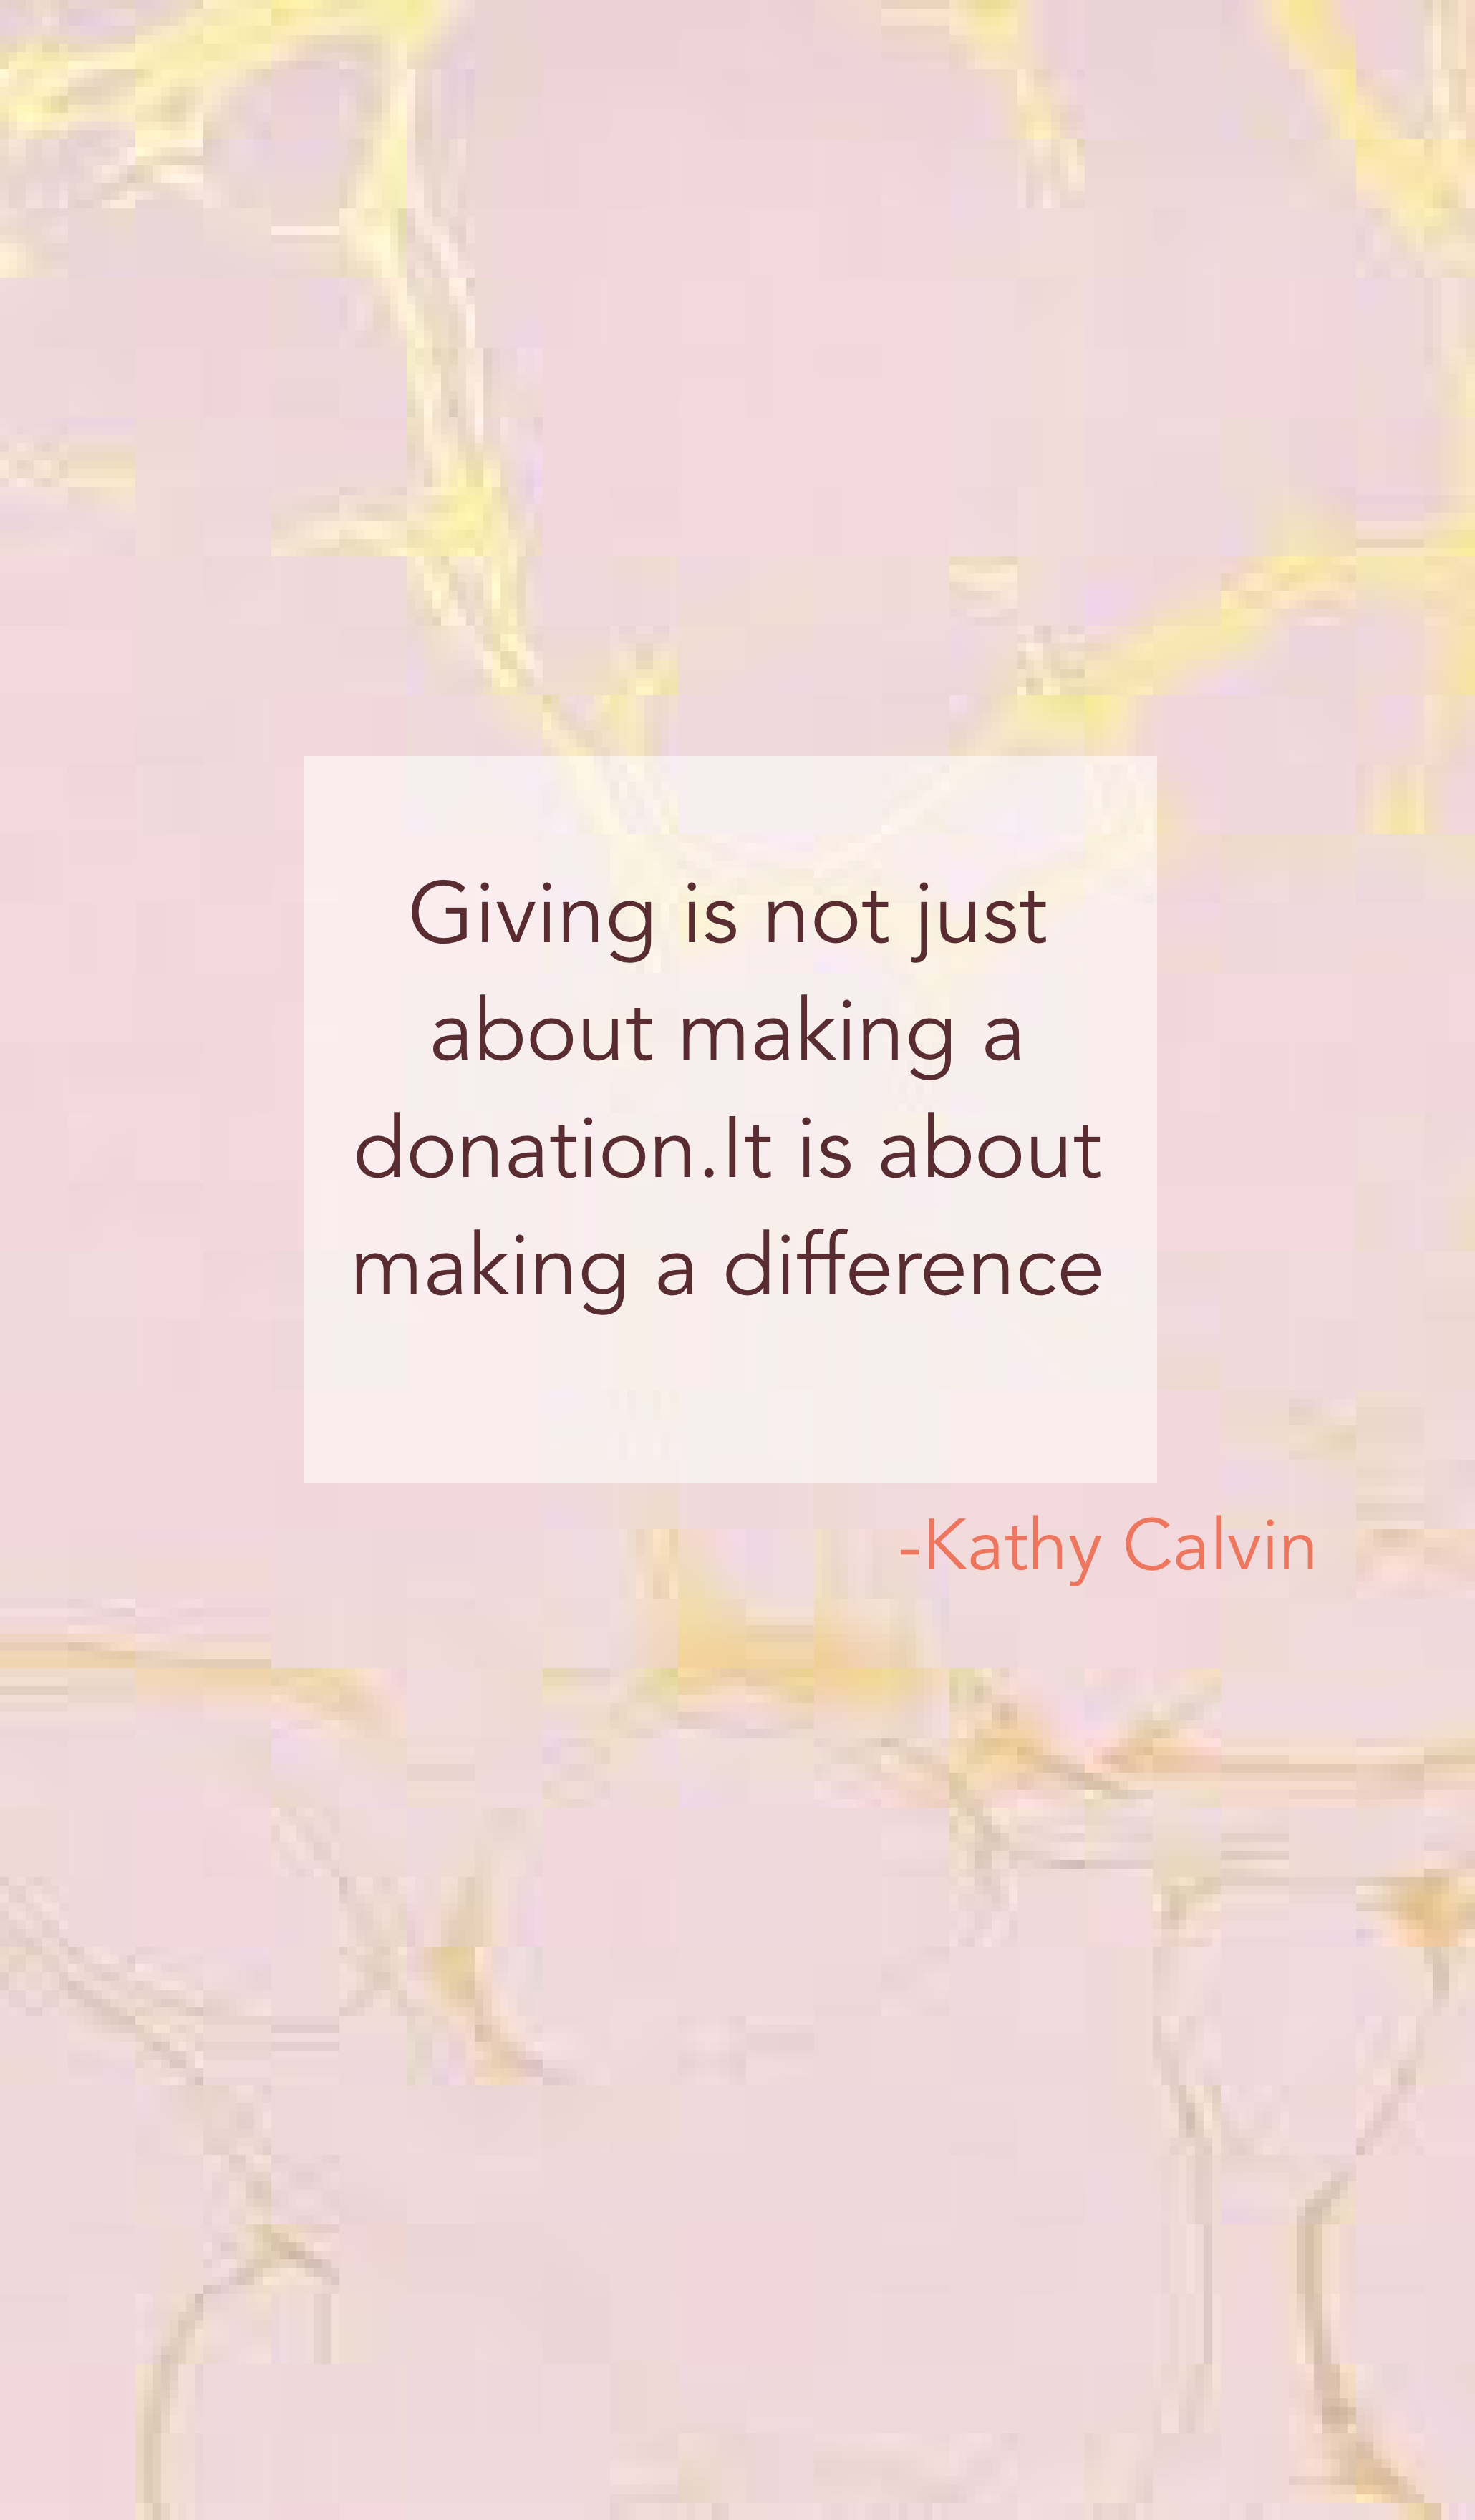 Giving is not just
about making a
donation.It is about
making a difference
-Kathy Calvin